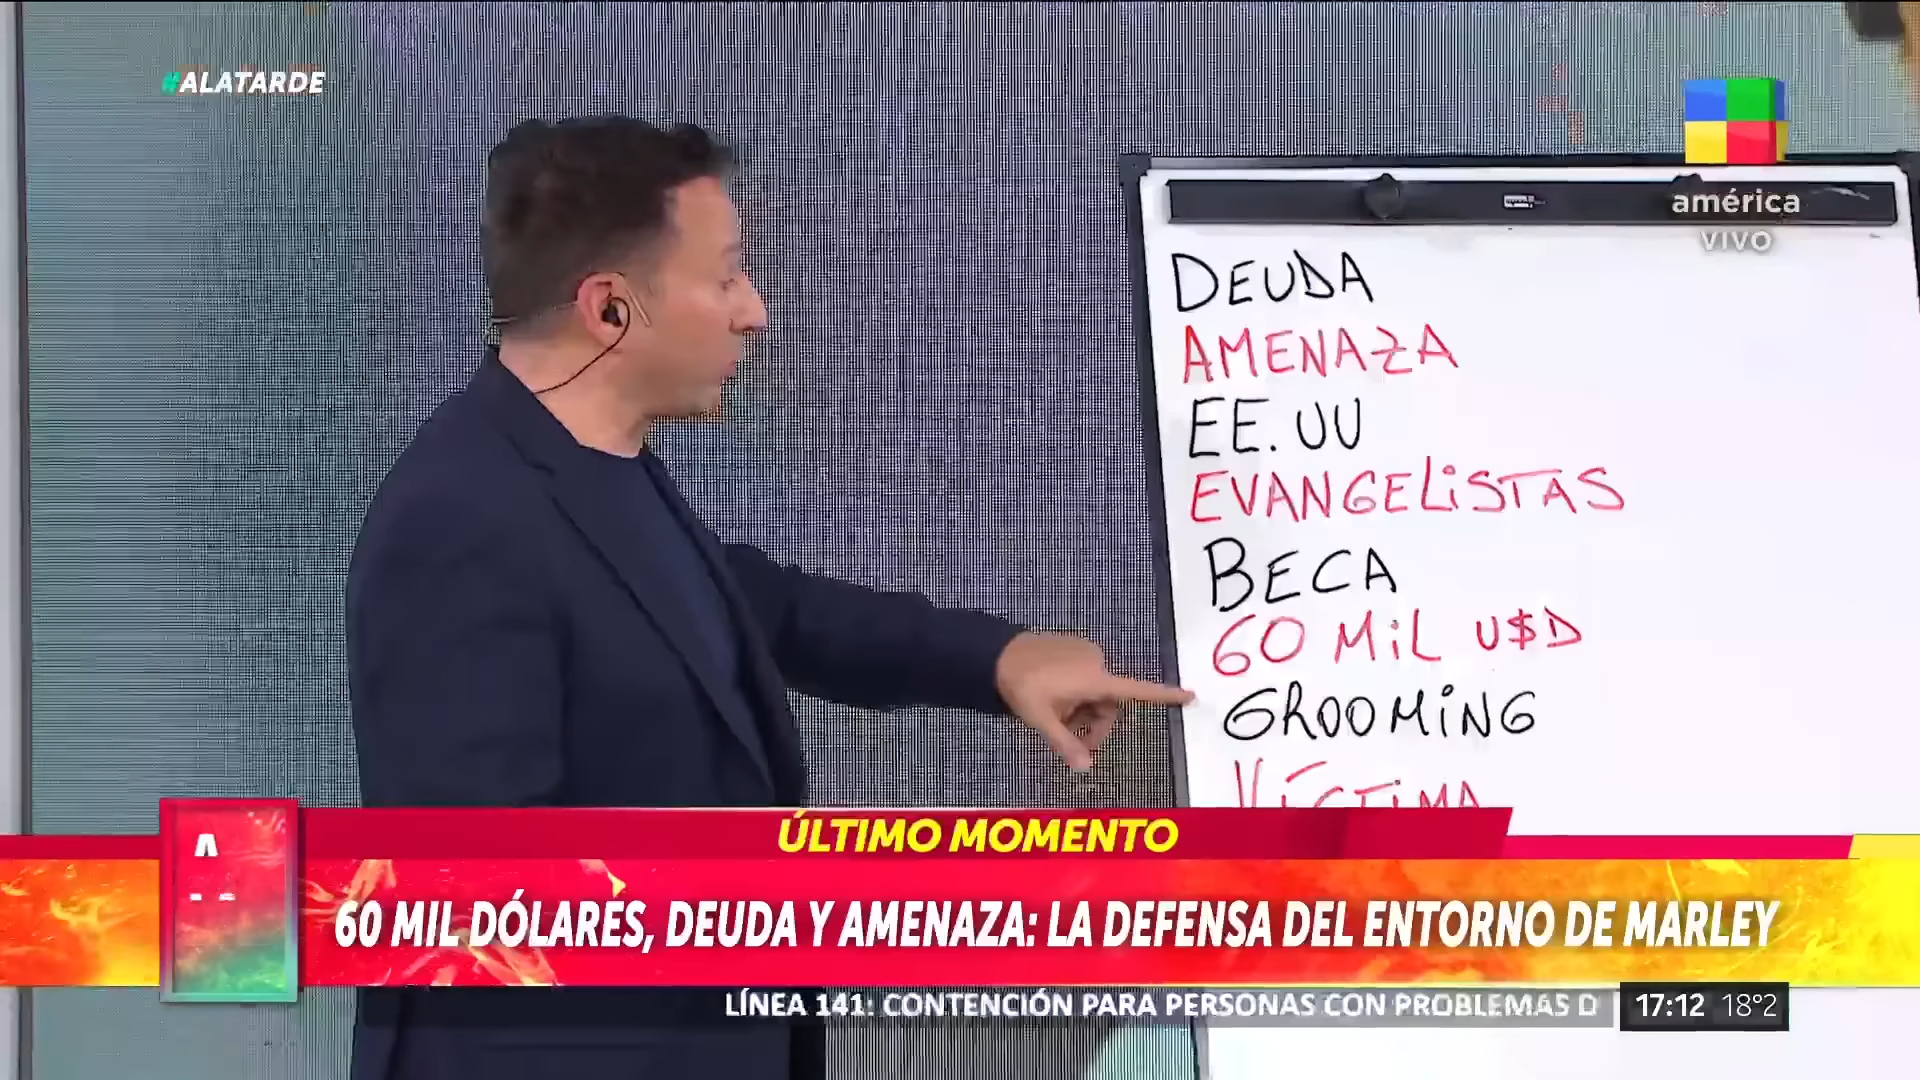 #ALATARDE
américa
VIVO
DEUDA
AMENAZA
EE.UU
EVANGELISTAS
BECA
60 MIL U$D
GROOMING
VÍCTIMA
ÚLTIMO MOMENTO
60 MIL DÓLARES, DEUDA Y AMENAZA: LA DEFENSA DEL ENTORNO DE MARLEY
LÍNEA 141: CONTENCIÓN PARA PERSONAS CON PROBLEMAS D
17:12 18°2